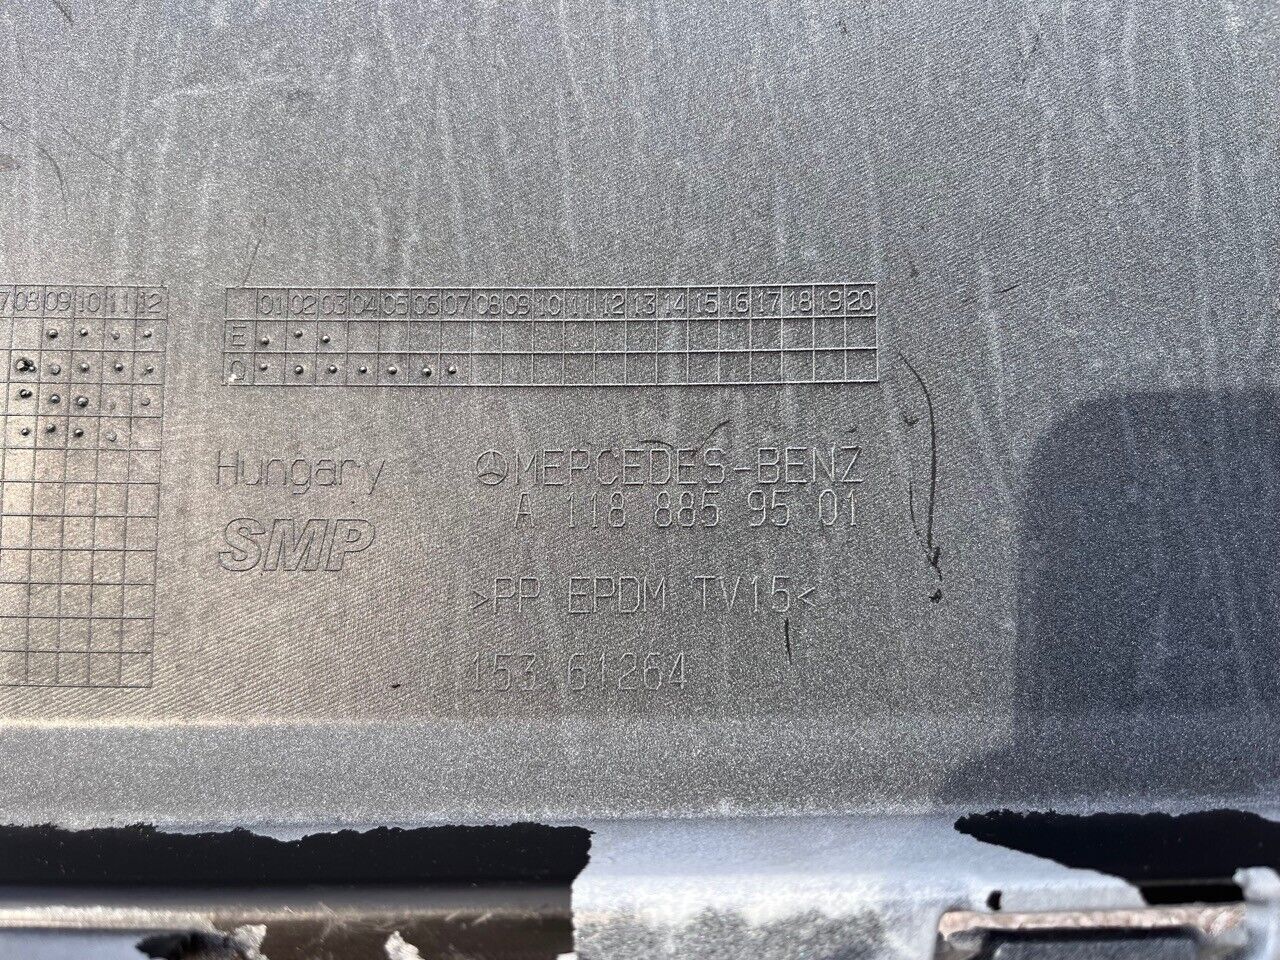 08 09 10 11 12
01 02 03 04 05 06 07 08 09 10 11 12 13 14 15 16 17 18 19 20
E
Q
Hungary
SMP
MERCEDES-BENZ
A 118 885 95 01
>PP EPDM TV15<
153 61264